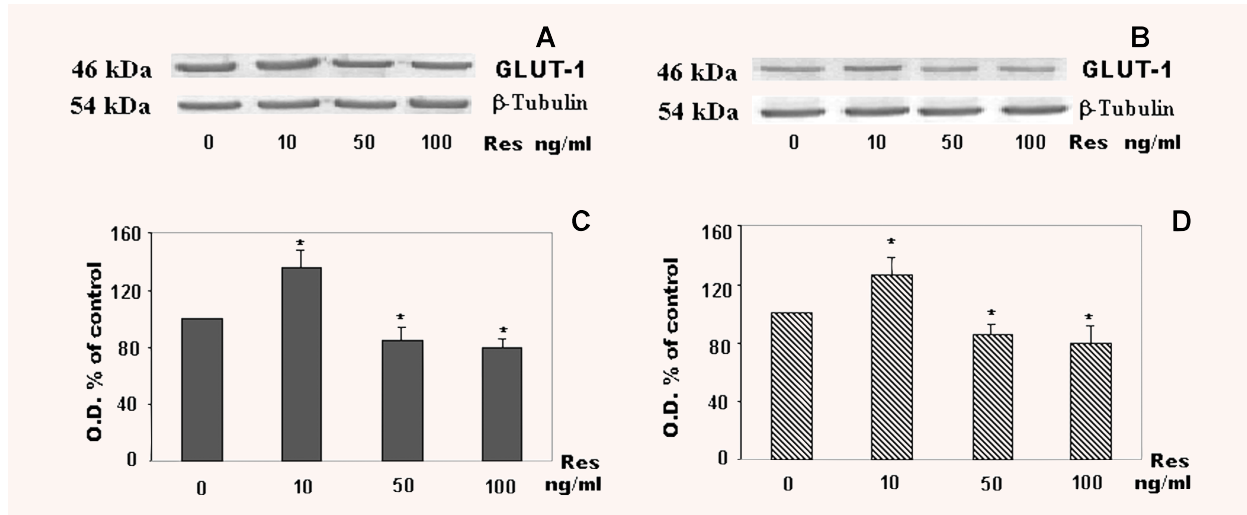 A
46 kDa GLUT-1
54 kDa β-Tubulin
0 10 50 100 Res ng/ml
B
46 kDa GLUT-1
54 kDa β-Tubulin
0 10 50 100 Res ng/ml
C
O.D. % of control
160
120
80
40
0
* * *
0 10 50 100 Res ng/ml
D
O.D. % of control
160
120
80
40
0
* * *
0 10 50 100 Res ng/ml